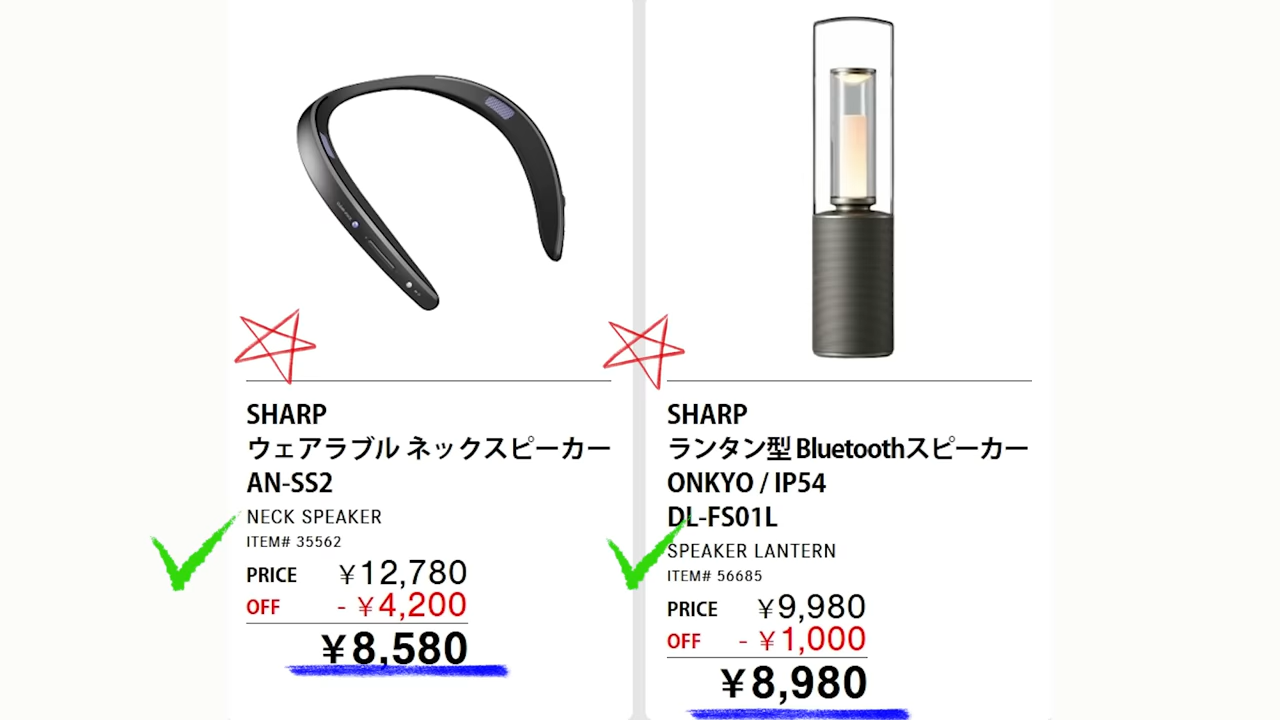 SHARP
ウェアラブル ネックスピーカー
AN-SS2
NECK SPEAKER
ITEM# 35562
PRICE ¥12,780
OFF - ¥4,200
¥8,580
SHARP
ランタン型 Bluetoothスピーカー
ONKYO / IP54
DL-FS01L
SPEAKER LANTERN
ITEM# 56685
PRICE ¥9,980
OFF - ¥1,000
¥8,980